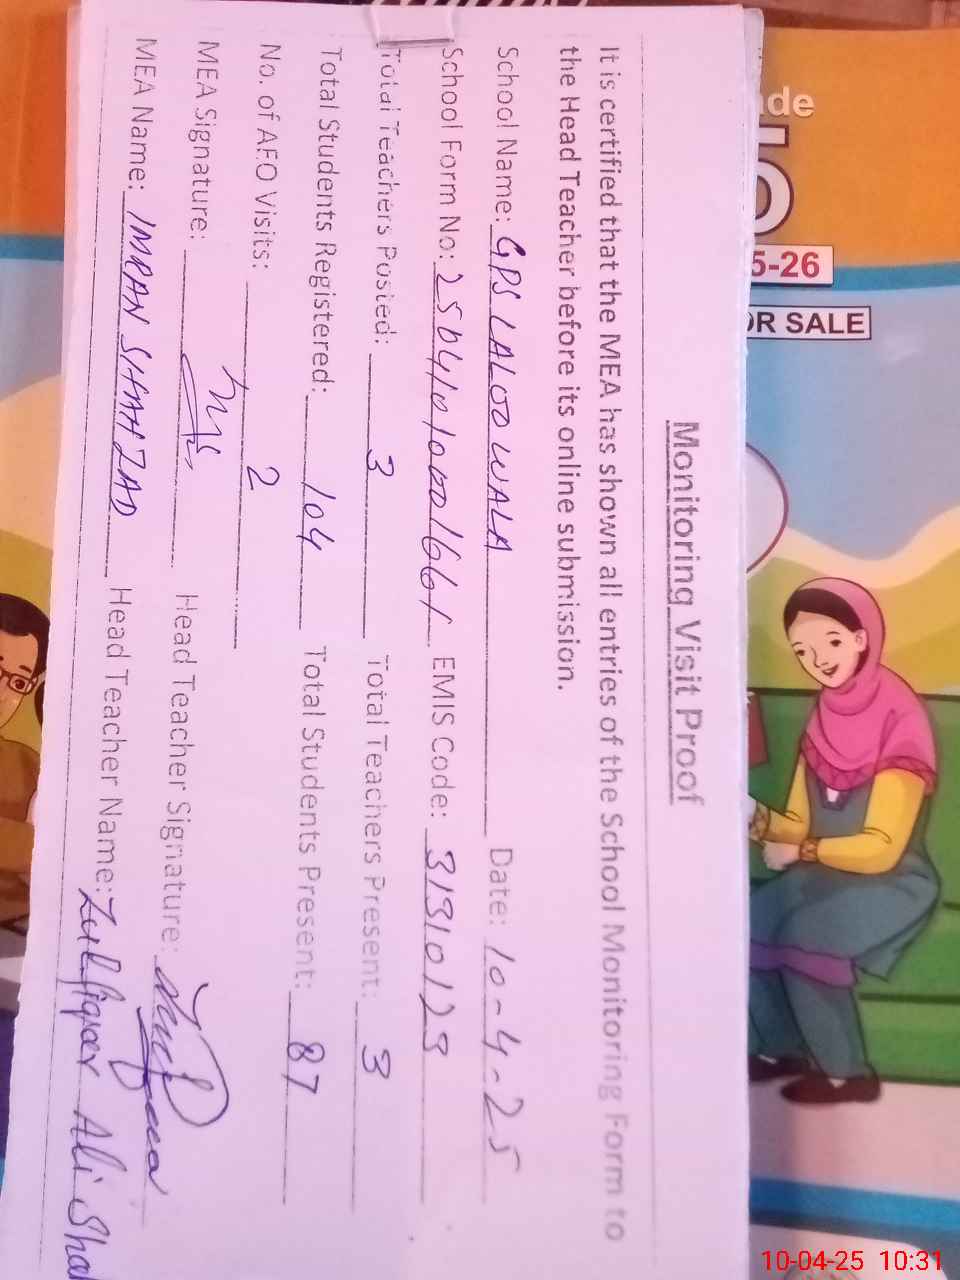 Monitoring Visit Proof
It is certified that the MEA has shown all entries of the School Monitoring Form to
the Head Teacher before its online submission.
School Name: GPS LALOO WALA Date: 10-4-25
School Form No: 25041010001661 EMIS Code: 31310123
Total Teachers Posted: 3 Total Teachers Present: 3
Total Students Registered: 104 Total Students Present: 87
No. of AEO Visits: 2
MEA Signature: Head Teacher Signature:
MEA Name: IMRAN SHAHZAD Head Teacher Name: Zulfiqar Ali Shah
ade
5
5-26
OR SALE
10-04-25 10:31